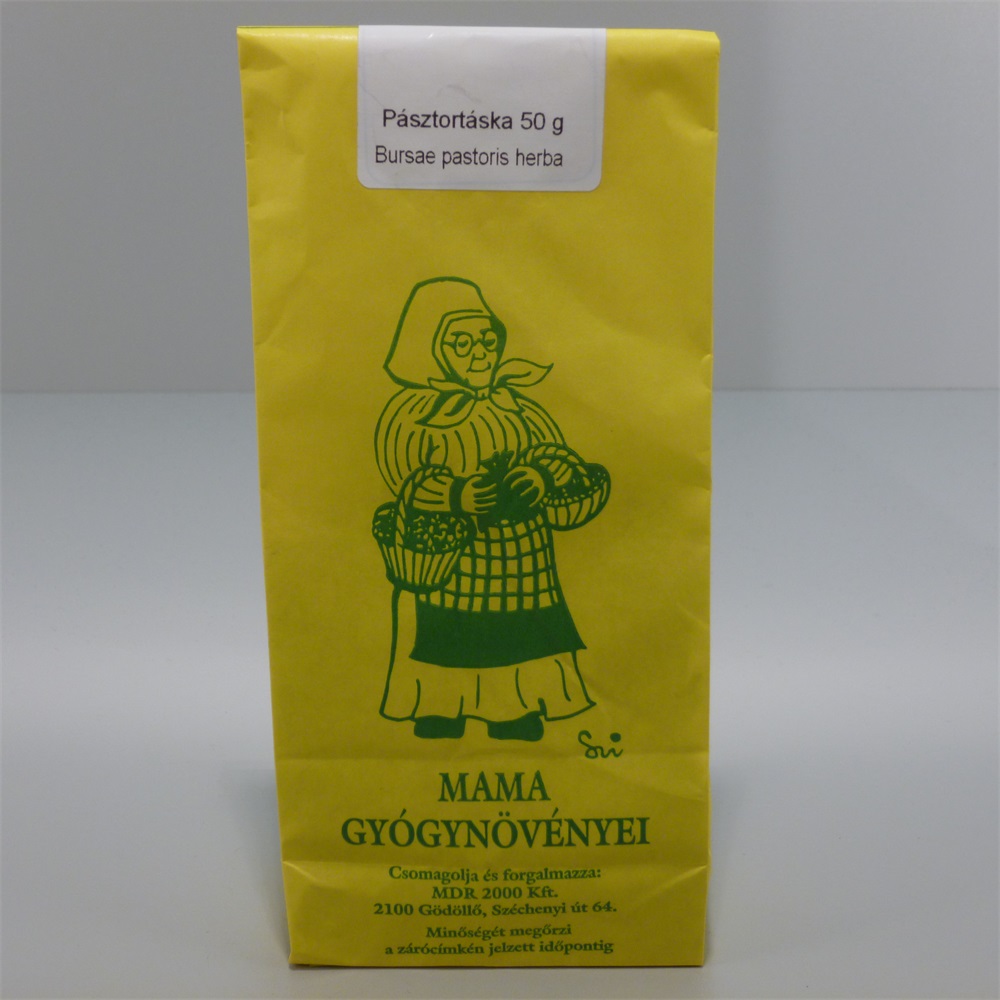 Pásztortáska 50 g
Bursae pastoris herba
Sri
MAMA
GYÓGYNÖVÉNYEI
Csomagolja és forgalmazza:
MDR 2000 Kft.
2100 Gödöllő, Széchenyi út 64.
Minőségét megőrzi
a zárócímkén jelzett időpontig